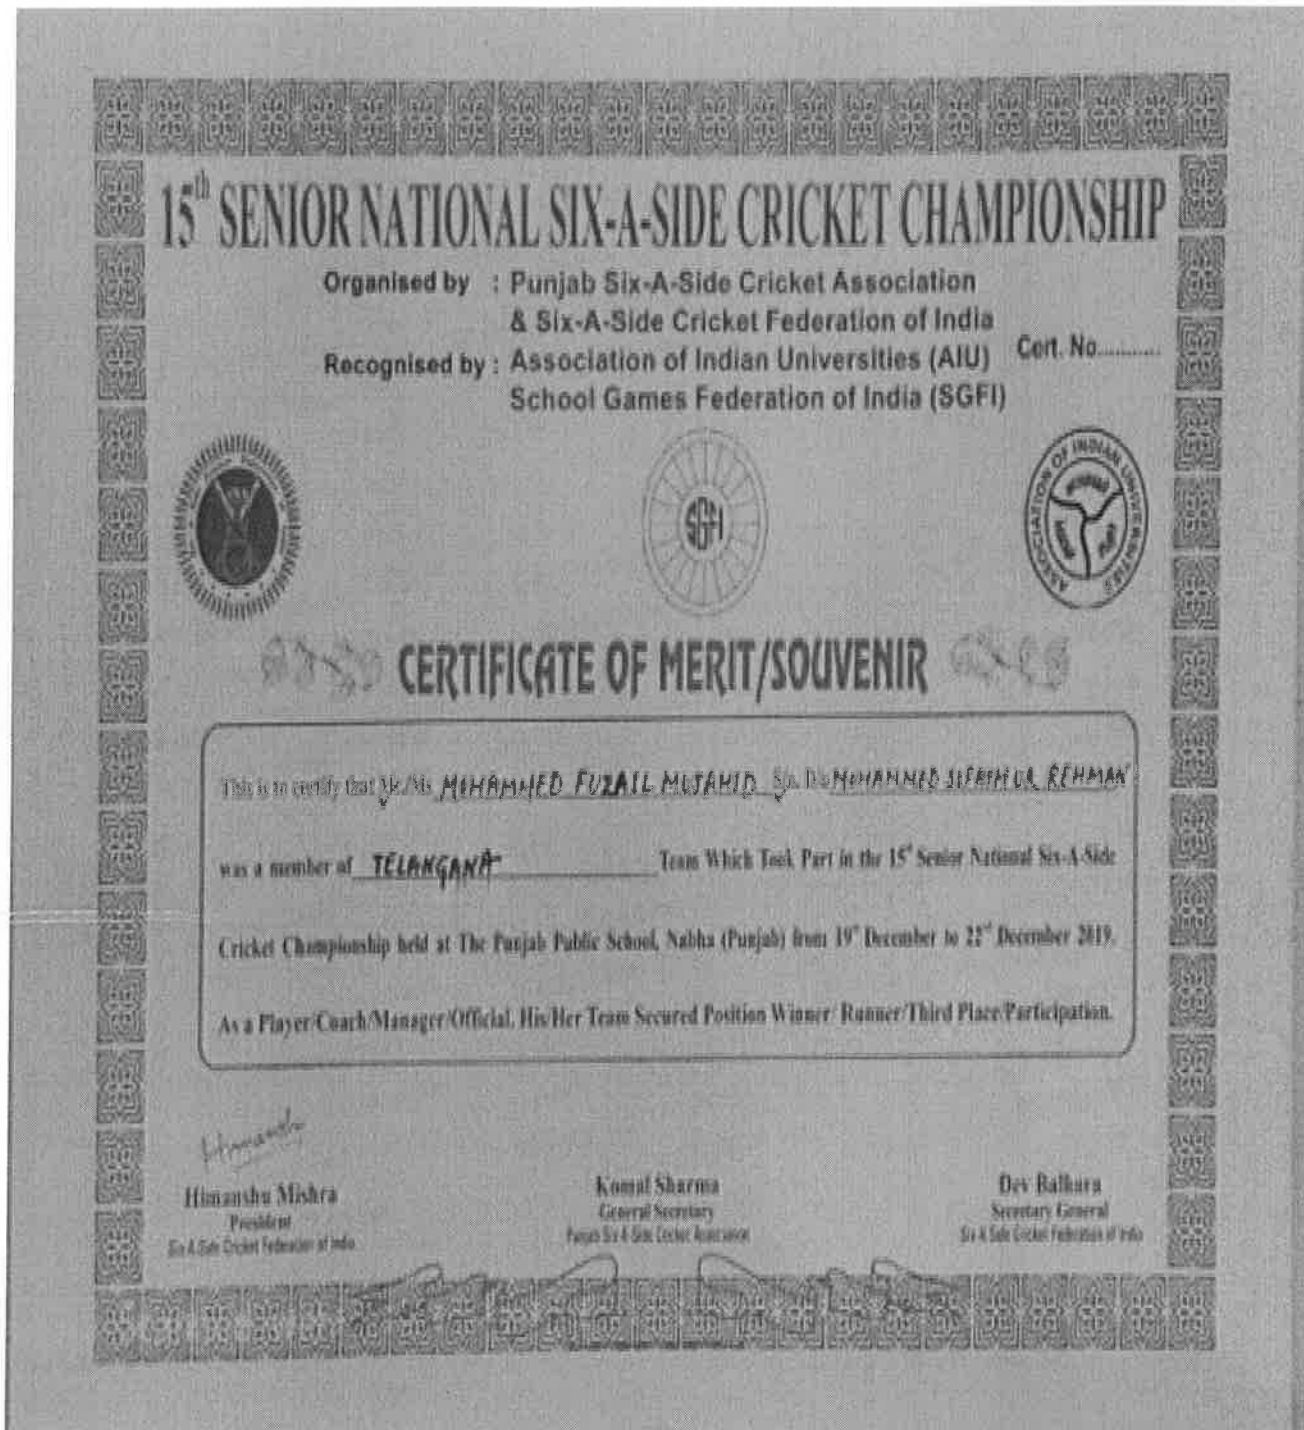 15th SENIOR NATIONAL SIX-A-SIDE CRICKET CHAMPIONSHIP
Organised by : Punjab Six-A-Side Cricket Association
& Six-A-Side Cricket Federation of India
Cert. No...........
Recognised by : Association of Indian Universities (AIU)
School Games Federation of India (SGFI)
SGFI
ASSOCIATION OF INDIAN UNIVERSITIES
CERTIFICATE OF MERIT/SOUVENIR
This is to certify that Mr./Ms. MOHAMMED FUZAIL MUJAHID S/o. D/o MOHAMMED UR REHMAN
was a member of TELANGANA Team Which Took Part in the 15th Senior National Six-A-Side
Cricket Championship held at The Punjab Public School, Nabha (Punjab) from 19th December to 22nd December 2019.
As a Player/Coach/Manager/Official. His/Her Team Secured Position Winner/ Runner/Third Place/Participation.
Himanshu Mishra
President
Six A Side Cricket Federation of India
Komal Sharma
General Secretary
Punjab Six A Side Cricket Association
Dev Balhara
Secretary General
Six A Side Cricket Federation of India